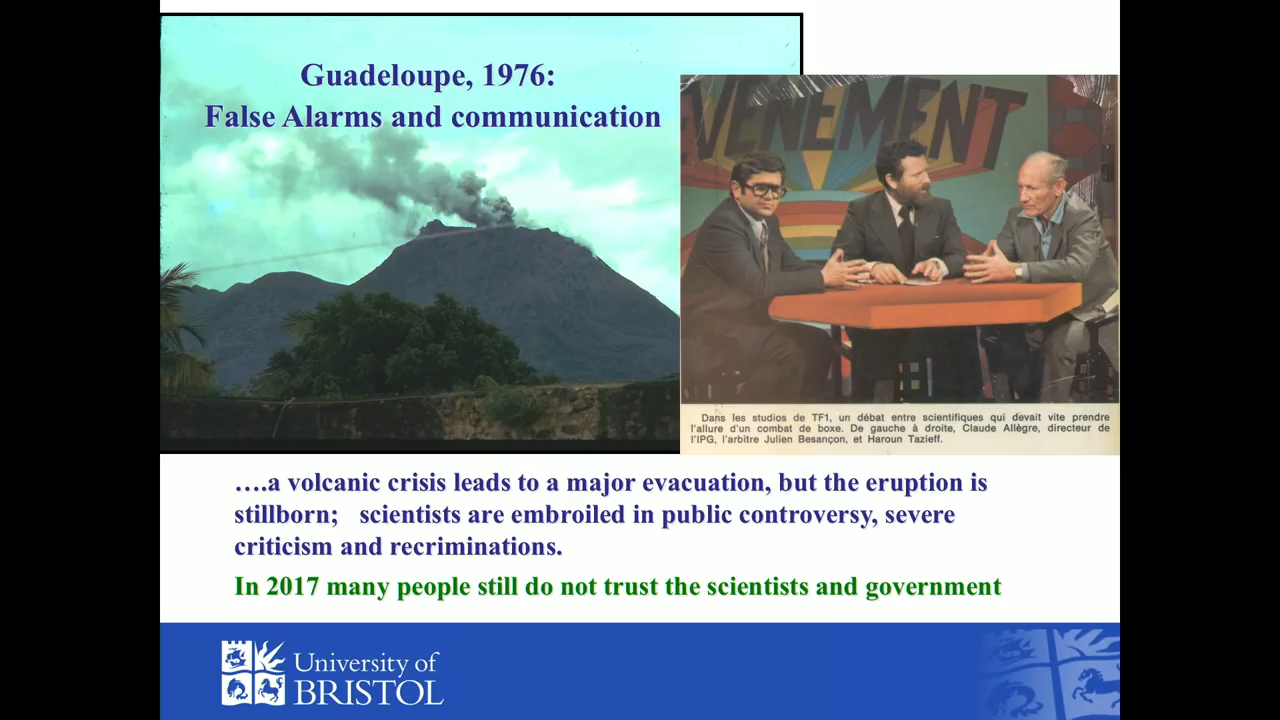 Guadeloupe, 1976:
False Alarms and communication
VENEMENT
Dans les studios de TF1, un débat entre scientifiques qui devait vite prendre
l'allure d'un combat de boxe. De gauche à droite, Claude Allègre, directeur de
l'IPG, l'arbitre Julien Besançon, et Haroun Tazieff.
….a volcanic crisis leads to a major evacuation, but the eruption is
stillborn; scientists are embroiled in public controversy, severe
criticism and recriminations.
In 2017 many people still do not trust the scientists and government
University of
BRISTOL